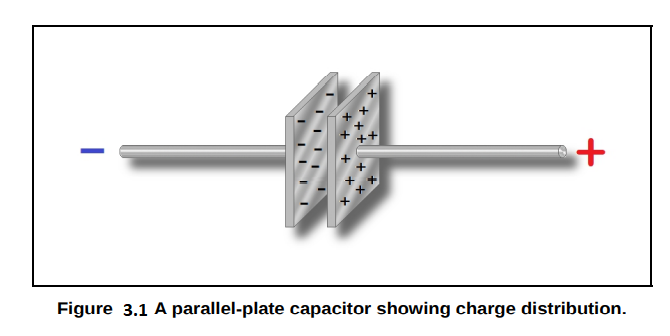 Figure 3.1 A parallel-plate capacitor showing charge distribution.